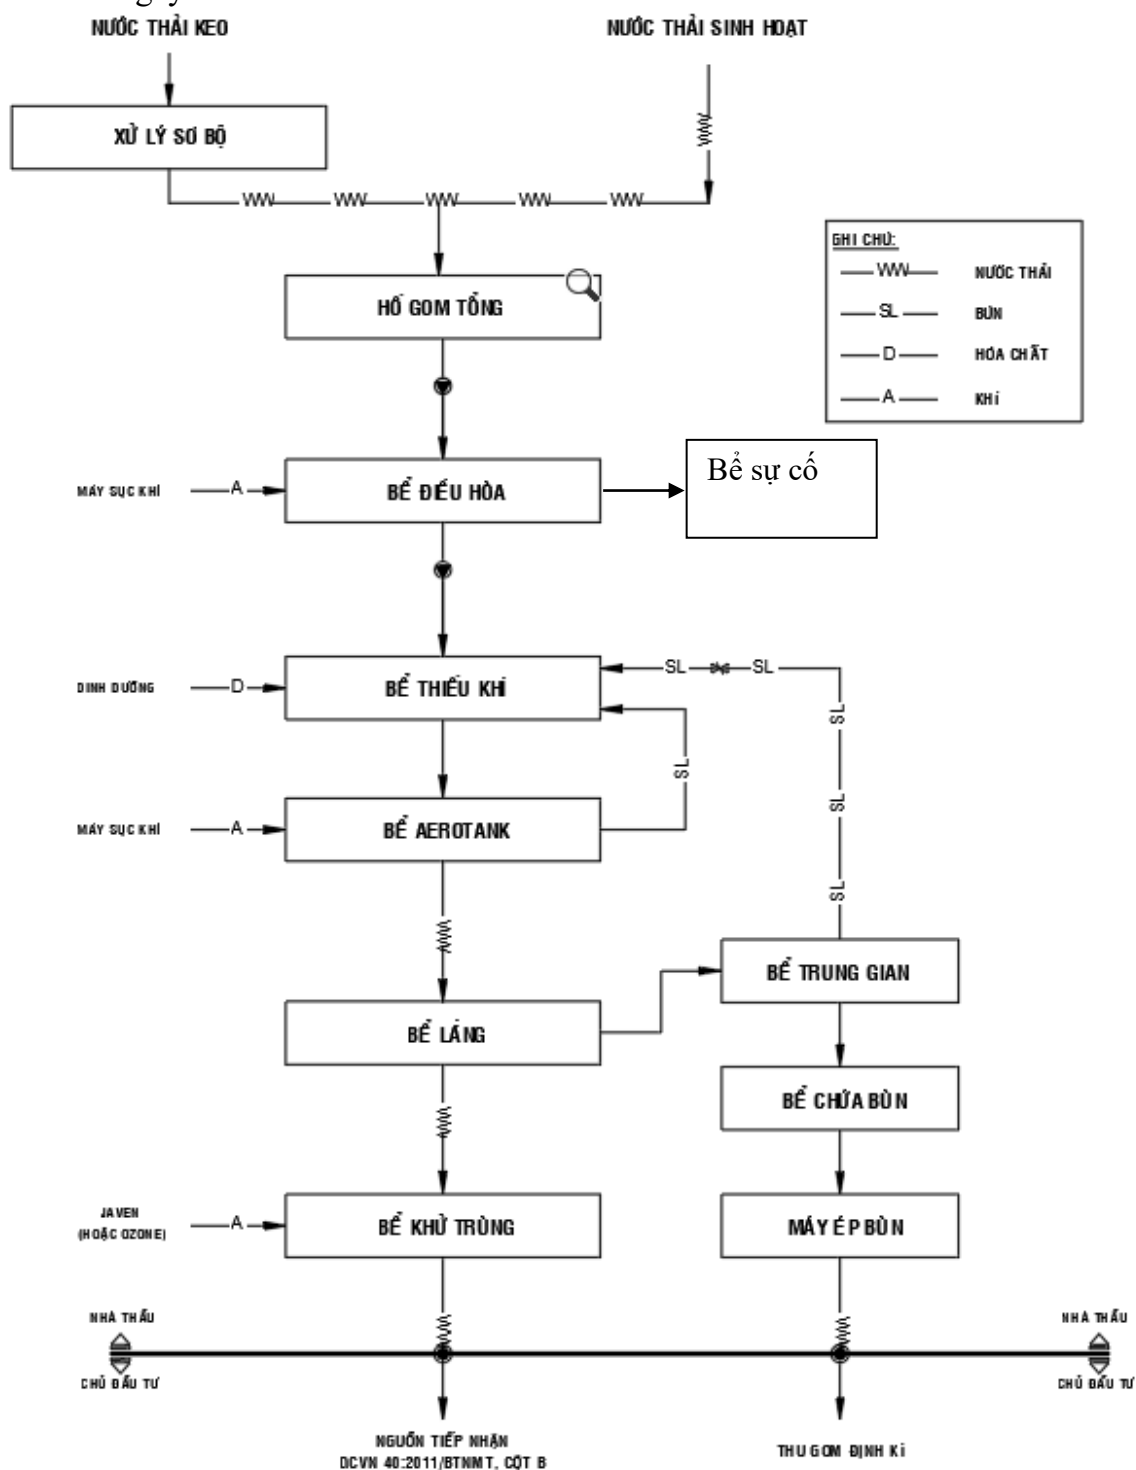 NƯỚC THẢI KEO
NƯỚC THẢI SINH HOẠT
XỬ LÝ SƠ BỘ
WW WW WW WW WW
WW
HỐ GOM TỔNG
GHI CHÚ:
WW NƯỚC THẢI
SL BÙN
D HÓA CHẤT
A KHÍ
MÁY SỤC KHÍ
A
BỂ ĐIỀU HÒA
Bể sự cố
DINH DƯỠNG
D
BỂ THIẾU KHÍ
SL SL
SL
SL
SL
SL
MÁY SỤC KHÍ
A
BỂ AEROTANK
WW
BỂ TRUNG GIAN
BỂ LẮNG
WW
BỂ CHỨA BÙN
JAVEN
(HOẶC OZONE)
A
BỂ KHỬ TRÙNG
MÁY ÉP BÙN
WW
WW
NHÀ THẦU
NHÀ THẦU
CHỦ ĐẦU TƯ
CHỦ ĐẦU TƯ
NGUỒN TIẾP NHẬN
QCVN 40:2011/BTNMT, CỘT B
THU GOM ĐỊNH KÌ